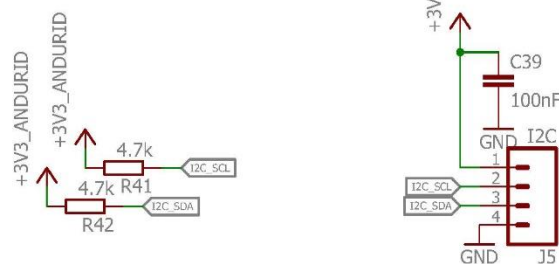 +3V3_ANDURID
+3V3_ANDURID
4.7k
R41
I2C_SCL
4.7k
R42
I2C_SDA
+3V
C39
100nF
GND
I2C
1
I2C_SCL
2
I2C_SDA
3
4
GND
J5